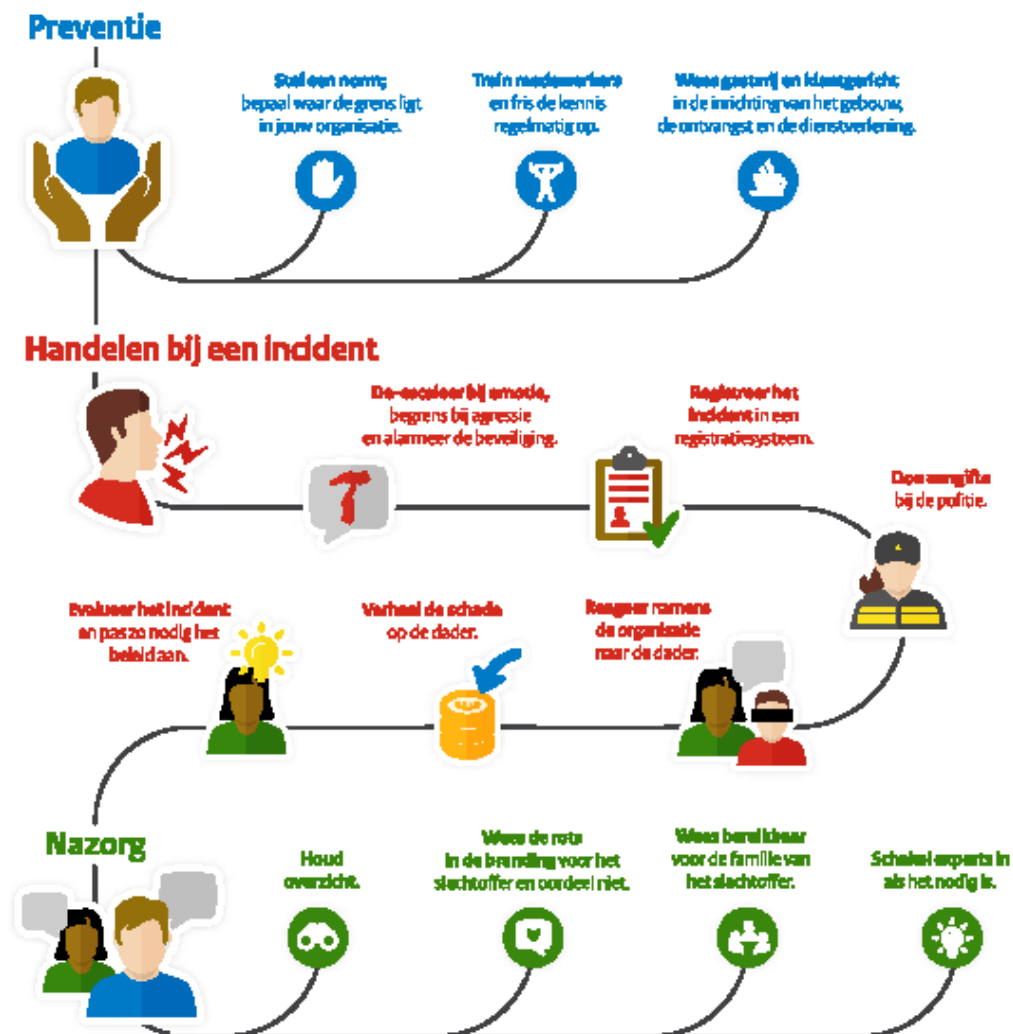 Preventie
Stel een norm;
bepaal waar de grens ligt
in jouw organisatie.
Train medewerkers
en fris de kennis
regelmatig op.
Wees gastvrij en klantgericht
in de inrichting van het gebouw,
de ontvangst en de dienstverlening.
Handelen bij een incident
De-escaleer bij emotie,
begrens bij agressie
en alarmeer de beveiliging.
Registreer het
incident in een
registratiesysteem.
Doe aangifte
bij de politie.
Evalueer het incident
en pas zo nodig het
beleid aan.
Verhaal de schade
op de dader.
Reageer namens
de organisatie
naar de dader.
Nazorg
Houd
overzicht.
Wees de rots
in de branding voor het
slachtoffer en oordeel niet.
Wees bereikbaar
voor de familie van
het slachtoffer.
Schakel experts in
als het nodig is.